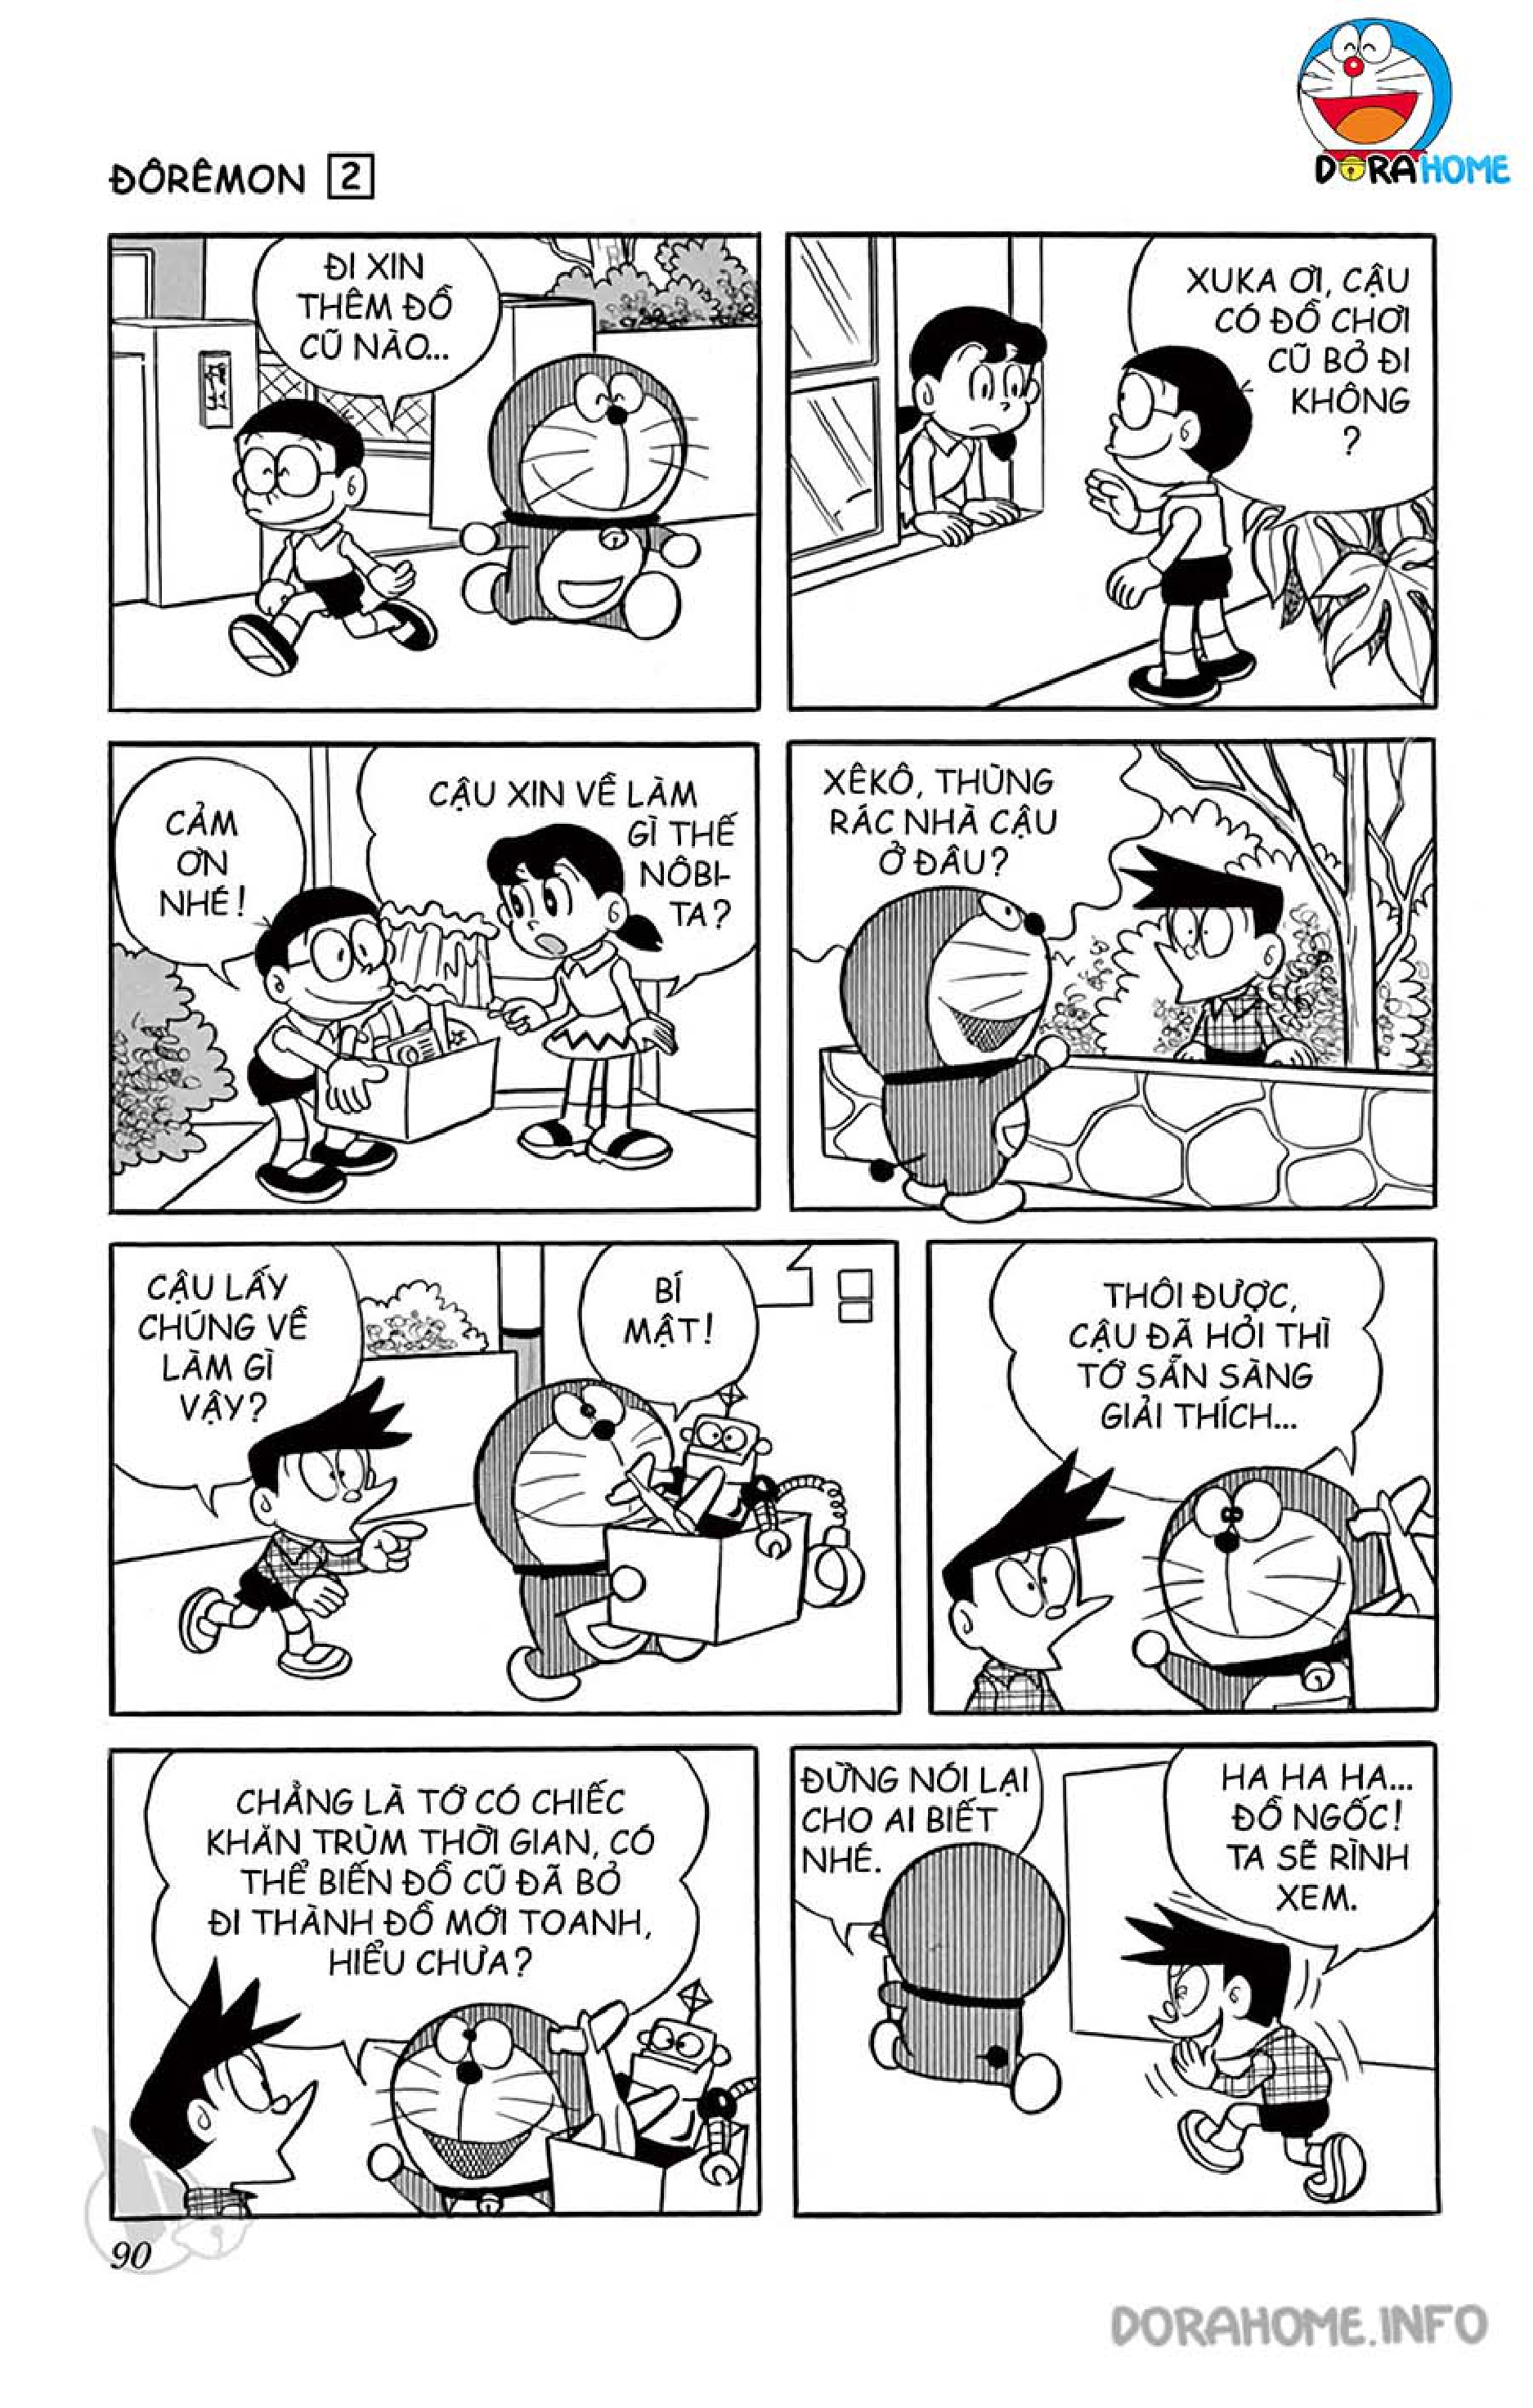 DORAHOME
ĐÔRÊMON 2
ĐI XIN
THÊM ĐỒ
CŨ NÀO...
XUKA ƠI, CẬU
CÓ ĐỒ CHƠI
CŨ BỎ ĐI
KHÔNG
?
CẢM
ƠN
NHÉ!
CẬU XIN VỀ LÀM
GÌ THẾ
NÔBI-
TA?
XÊKÔ, THÙNG
RÁC NHÀ CẬU
Ở ĐÂU?
CẬU LẤY
CHÚNG VỀ
LÀM GÌ
VẬY?
BÍ
MẬT!
THÔI ĐƯỢC,
CẬU ĐÃ HỎI THÌ
TỚ SẴN SÀNG
GIẢI THÍCH...
CHẲNG LÀ TỚ CÓ CHIẾC
KHĂN TRÙM THỜI GIAN, CÓ
THỂ BIẾN ĐỒ CŨ ĐÃ BỎ
ĐI THÀNH ĐỒ MỚI TOANH,
HIỂU CHƯA?
ĐỪNG NÓI LẠI
CHO AI BIẾT
NHÉ.
HA HA HA...
ĐỒ NGỐC!
TA SẼ RÌNH
XEM.
90
DORAHOME.INFO